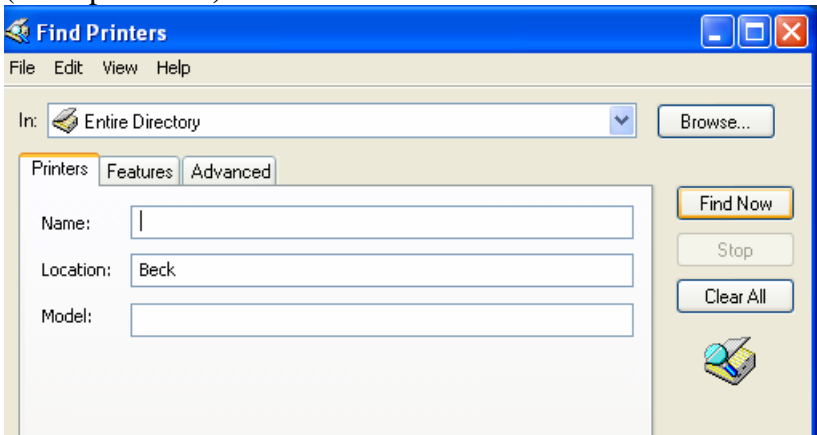 Find Printers
File Edit View Help
In: Entire Directory Browse...
Printers Features Advanced
Find Now
Name:
Stop
Location: Beck
Clear All
Model: